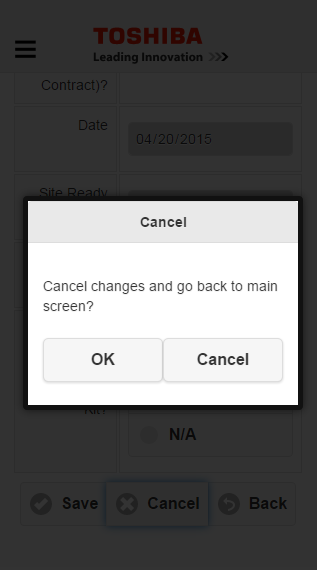 TOSHIBA
Leading Innovation >>>
Contract)?
Date
04/20/2015
Site Ready
Cancel
Cancel changes and go back to main
screen?
OK
Cancel
N/A
Save
Cancel
Back